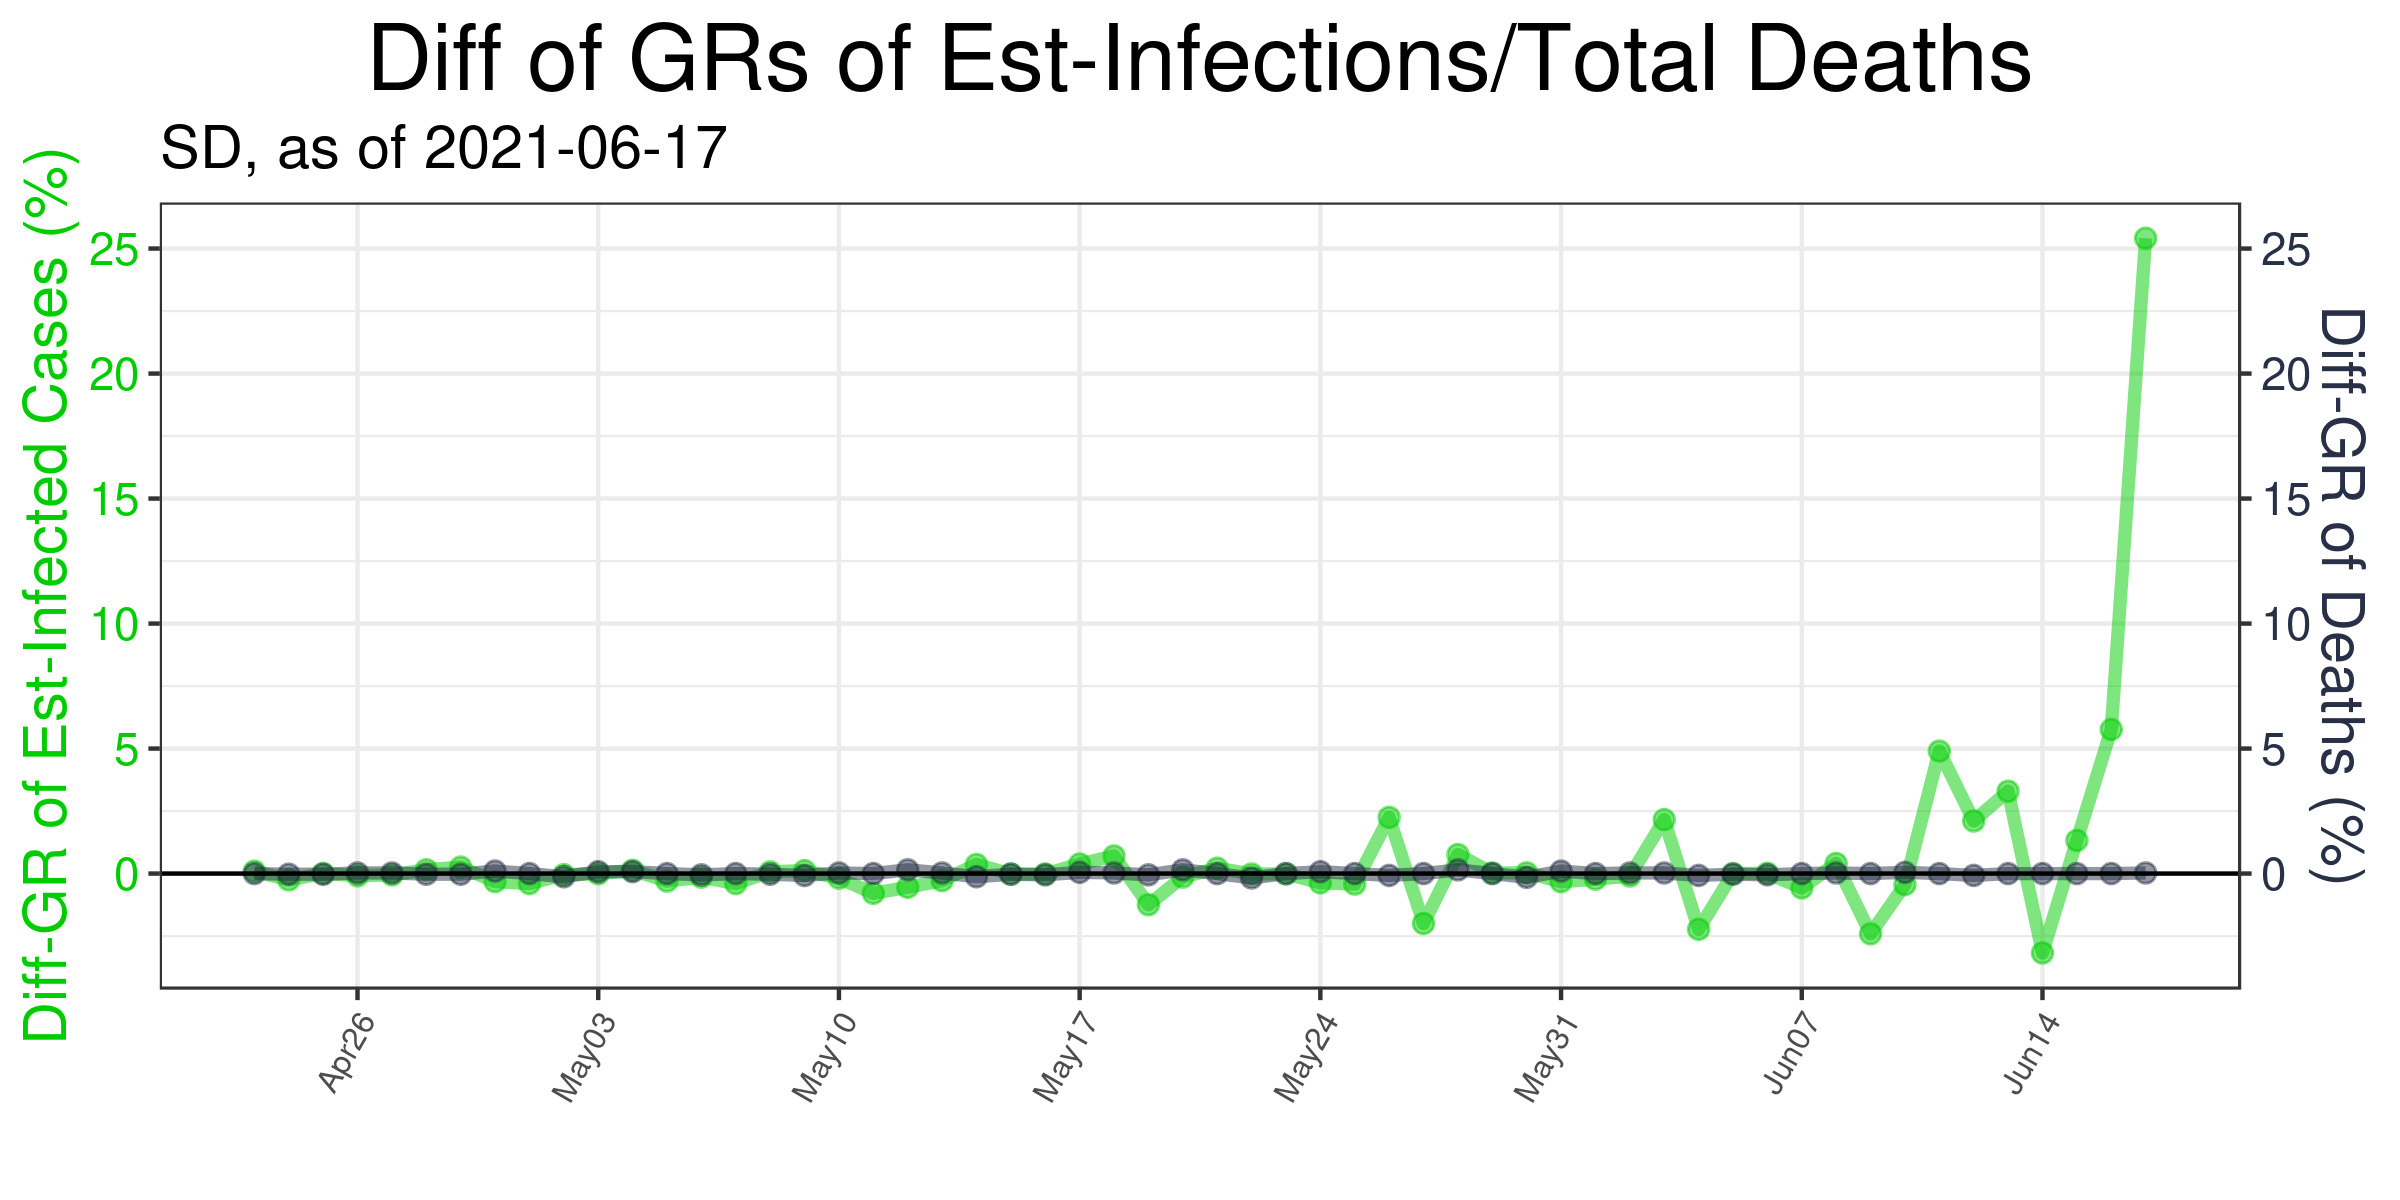 Diff of GRs of Est-Infections/Total Deaths
SD, as of 2021-06-17
Diff-GR of Est-Infected Cases (%)
25
20
15
10
5
0
25
20
15
10
5
0
Diff-GR of Deaths (%)
Apr26
May03
May10
May17
May24
May31
Jun07
Jun14